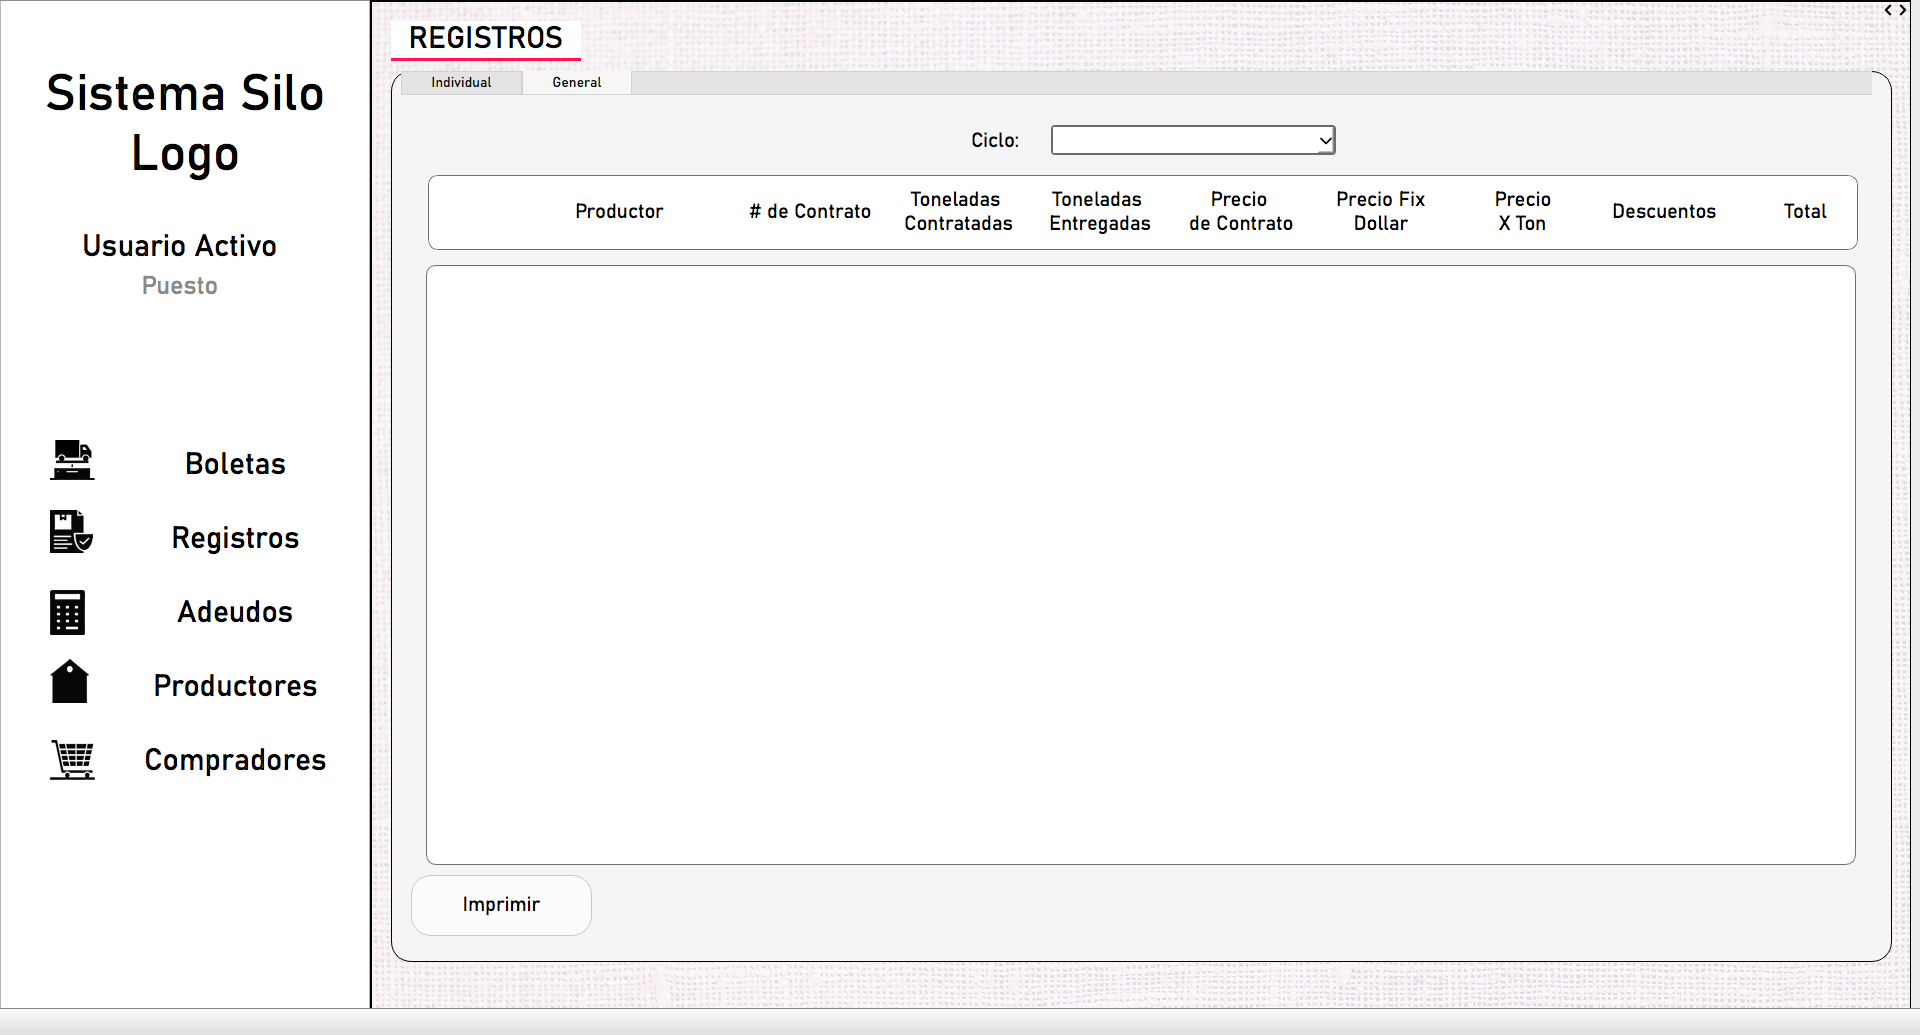 Sistema Silo
Logo
Usuario Activo
Puesto
Boletas
Registros
Adeudos
Productores
Compradores
REGISTROS
Individual
General
Ciclo:
Productor
# de Contrato
Toneladas
Contratadas
Toneladas
Entregadas
Precio
de Contrato
Precio Fix
Dollar
Precio
X Ton
Descuentos
Total
Imprimir